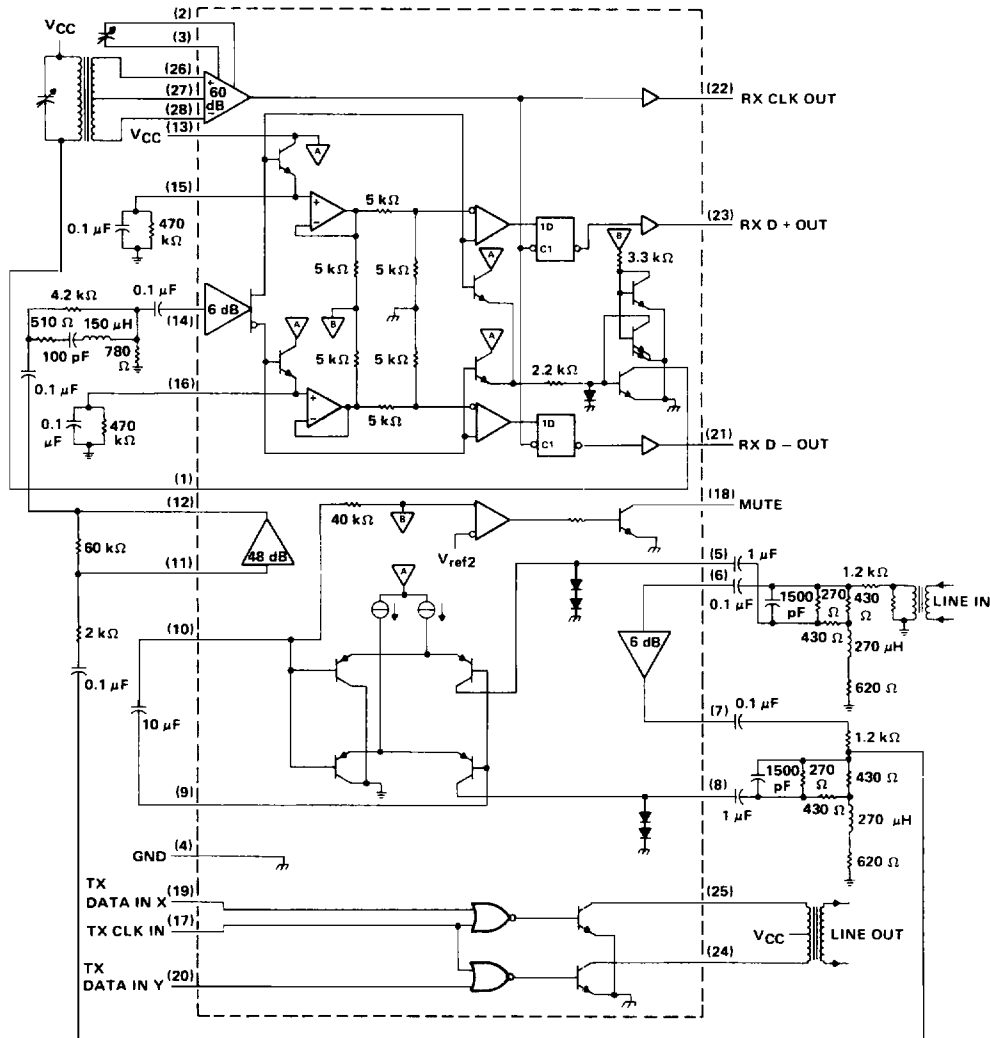 (2)
VCC
(3)
(26)
+
60
dB
(27)
−
(28)
(22)
RX CLK OUT
(13)
VCC
A
(15)
+
−
5 kΩ
0.1 μF
470
kΩ
1D
C1
(23)
RX D + OUT
B
3.3 kΩ
5 kΩ
5 kΩ
A
4.2 kΩ
0.1 μF
510
Ω
150 μH
(14)
6 dB
100 pF
780
Ω
A
B
A
5 kΩ
5 kΩ
2.2 kΩ
0.1 μF
(16)
+
−
5 kΩ
0.1
μF
470
kΩ
1D
C1
(21)
RX D − OUT
(1)
(12)
(18)
MUTE
40 kΩ
B
60 kΩ
48 dB
Vref2
(11)
(5)
1 μF
A
(6)
0.1 μF
1.2 kΩ
1500
pF
270
Ω
430
Ω
LINE IN
2 kΩ
(10)
6 dB
430 Ω
270 μH
0.1 μF
620 Ω
10 μF
(7)
0.1 μF
1.2 kΩ
1500
pF
270
Ω
430 Ω
(9)
(8)
1 μF
430 Ω
270 μH
620 Ω
GND
(4)
TX
DATA IN X
(19)
(25)
TX CLK IN
(17)
VCC
LINE OUT
TX
DATA IN Y
(20)
(24)